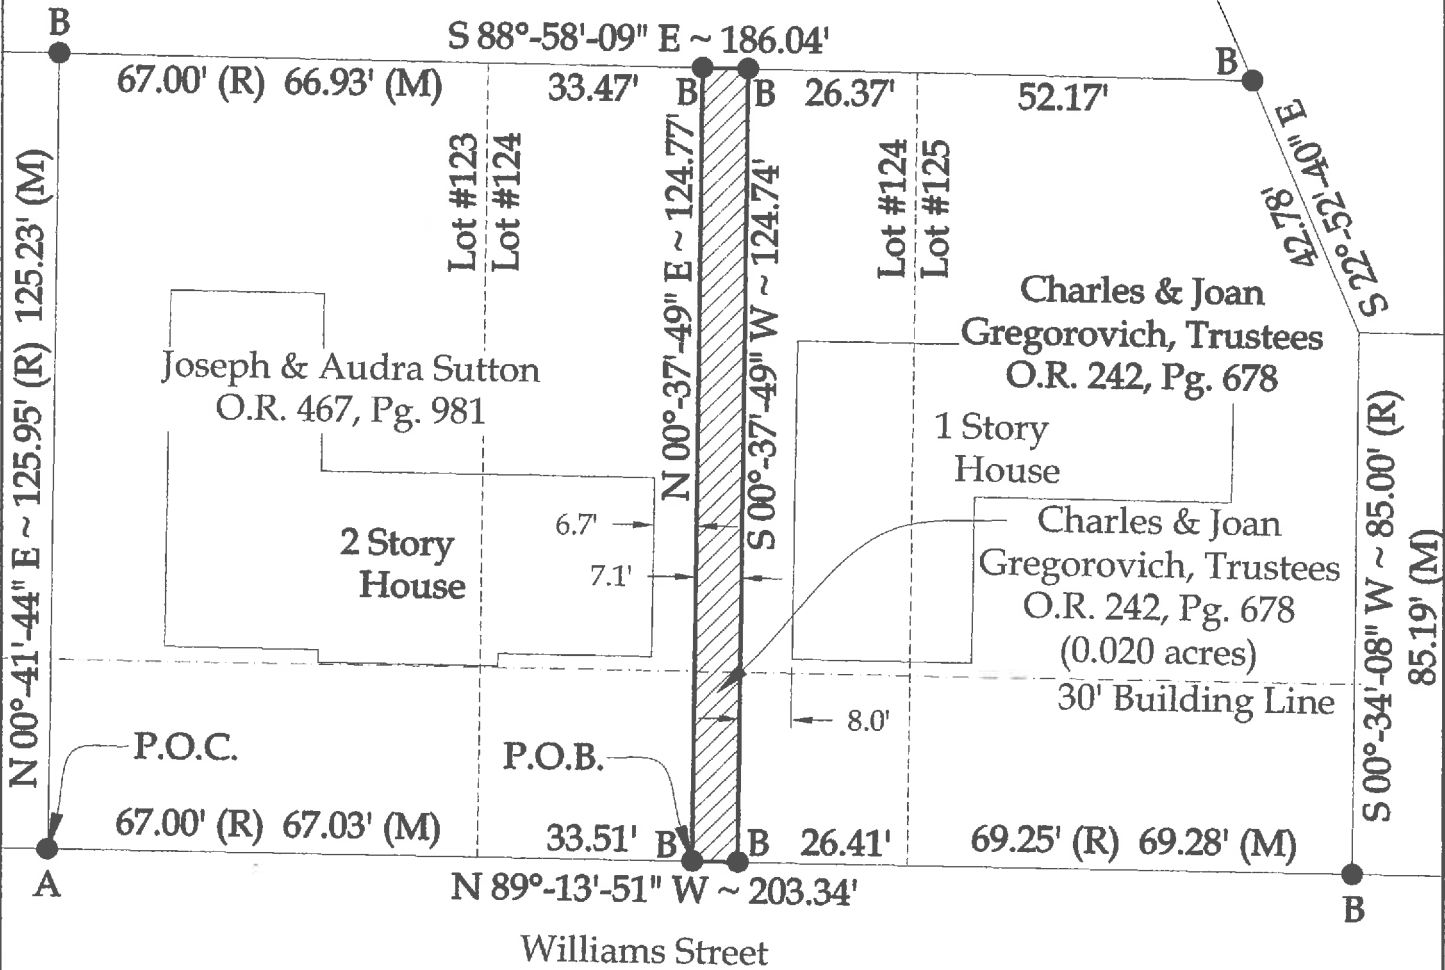 B
S 88°-58'-09" E ~ 186.04'
B
67.00' (R) 66.93' (M)
33.47'
B
B
26.37'
52.17'
N 00°-41'-44" E ~ 125.95' (R) 125.23' (M)
Lot #123
Lot #124
N 00°-37'-49" E ~ 124.77'
S 00°-37'-49" W ~ 124.74'
Lot #124
Lot #125
S 22°-52'-40" E
42.78'
Joseph & Audra Sutton
O.R. 467, Pg. 981
Charles & Joan
Gregorovich, Trustees
O.R. 242, Pg. 678
1 Story
House
2 Story
House
6.7'
7.1'
Charles & Joan
Gregorovich, Trustees
O.R. 242, Pg. 678
(0.020 acres)
30' Building Line
8.0'
S 00°-34'-08" W ~ 85.00' (R)
85.19' (M)
P.O.C.
P.O.B.
67.00' (R) 67.03' (M)
33.51'
B
B
26.41'
69.25' (R) 69.28' (M)
A
N 89°-13'-51" W ~ 203.34'
B
Williams Street